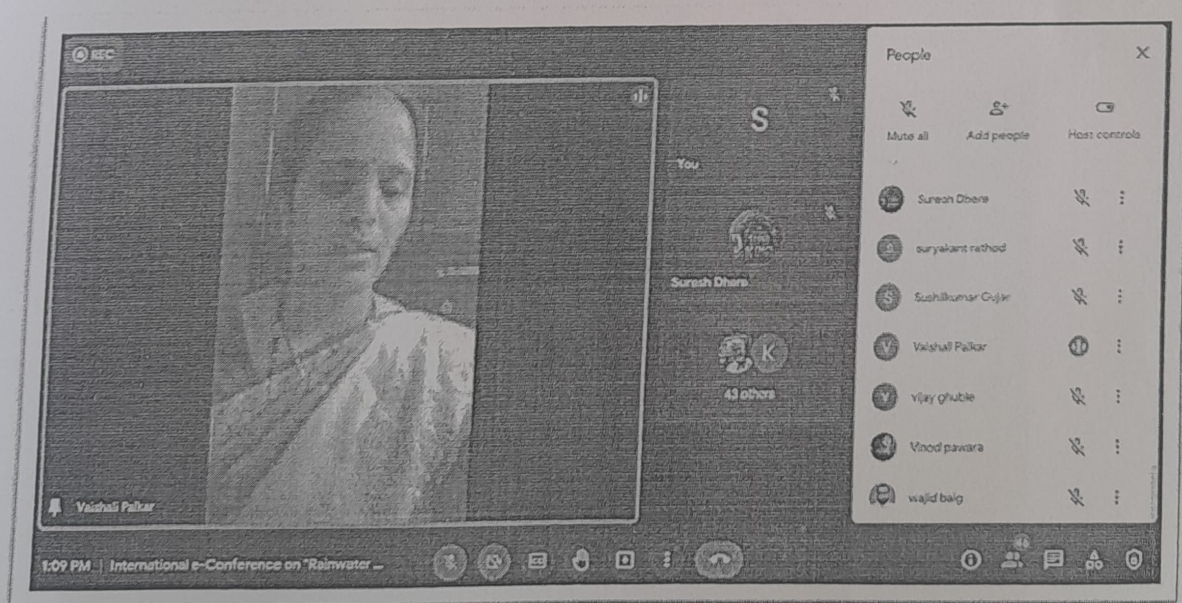 REC
Vaishali Palkar
S
You
Suresh Dhere
K
43 others
People
Mute all
Add people
Host controls
Suresh Dhere
suryakant rathod
S
Sushilkumar Gujar
V
Vaishali Palkar
V
vijay ghuble
Vinod pawara
wajid baig
1:09 PM | International e-Conference on "Rainwater ...
46